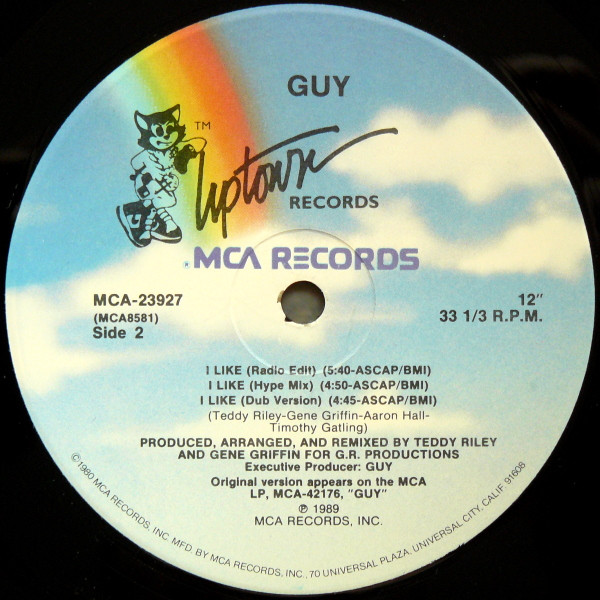 GUY
TM
Uptown
RECORDS
MCA RECORDS
MCA-23927
(MCA8581)
Side 2
12"
33 1/3 R.P.M.
I LIKE (Radio Edit) (5:40-ASCAP/BMI)
I LIKE (Hype Mix) (4:50-ASCAP/BMI)
I LIKE (Dub Version) (4:45-ASCAP/BMI)
(Teddy Riley-Gene Griffin-Aaron Hall-
Timothy Gatling)
PRODUCED, ARRANGED, AND REMIXED BY TEDDY RILEY
AND GENE GRIFFIN FOR G.R. PRODUCTIONS
Executive Producer: GUY
Original version appears on the MCA
LP, MCA-42176, "GUY"
℗ 1989
MCA RECORDS, INC.
©1980 MCA RECORDS, INC. MFD. BY MCA RECORDS, INC., 70 UNIVERSAL PLAZA, UNIVERSAL CITY, CALIF. 91608